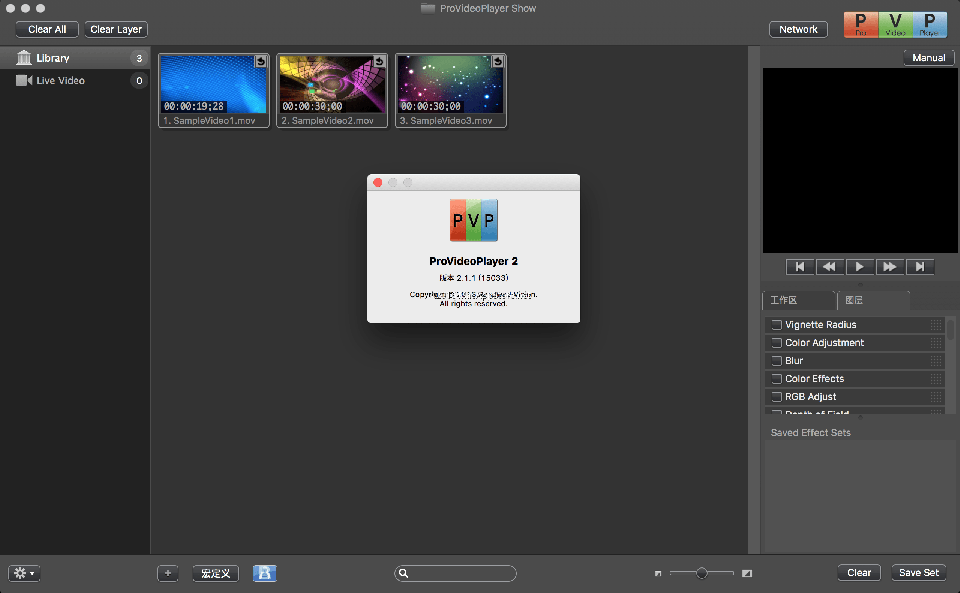 ProVideoPlayer Show
Clear All
Clear Layer
Network
P V P
Pro Video Player
Library
3
Live Video
0
00:00:19;28
1. SampleVideo1.mov
00:00:30;00
2. SampleVideo2.mov
00:00:30;00
3. SampleVideo3.mov
Manual
PVP
ProVideoPlayer 2
版本 2.1.1 (15033)
Copyright
Vision.
All rights reserved.
工作区
图层
Vignette Radius
Color Adjustment
Blur
Color Effects
RGB Adjust
Depth of Field
Saved Effect Sets
+
宏定义
Clear
Save Set